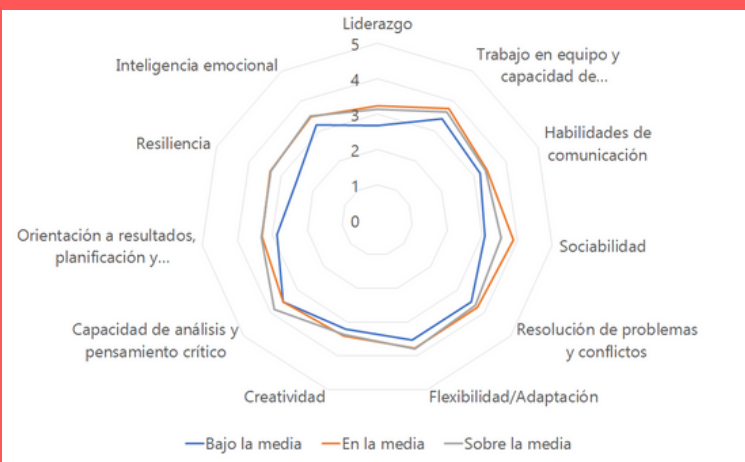 Liderazgo
Trabajo en equipo y
capacidad de...
Habilidades de
comunicación
Sociabilidad
Resolución de problemas
y conflictos
Flexibilidad/Adaptación
Creatividad
Capacidad de análisis y
pensamiento crítico
Orientación a resultados,
planificación y...
Resiliencia
Inteligencia emocional
5
4
3
2
1
0
Bajo la media En la media Sobre la media